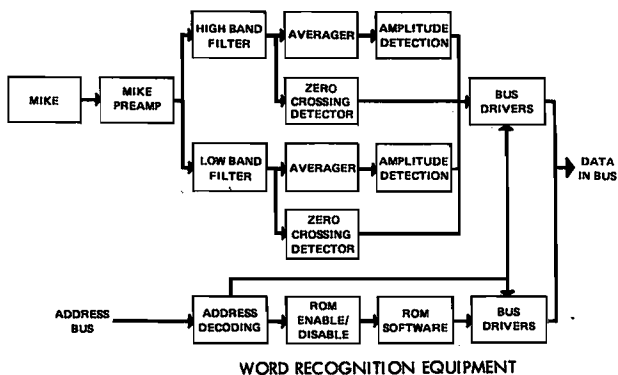 HIGH BAND
FILTER
AVERAGER
AMPLITUDE
DETECTION
MIKE
MIKE
PREAMP
ZERO
CROSSING
DETECTOR
BUS
DRIVERS
LOW BAND
FILTER
AVERAGER
AMPLITUDE
DETECTION
DATA
IN BUS
ZERO
CROSSING
DETECTOR
ADDRESS
BUS
ADDRESS
DECODING
ROM
ENABLE/
DISABLE
ROM
SOFTWARE
BUS
DRIVERS
WORD RECOGNITION EQUIPMENT